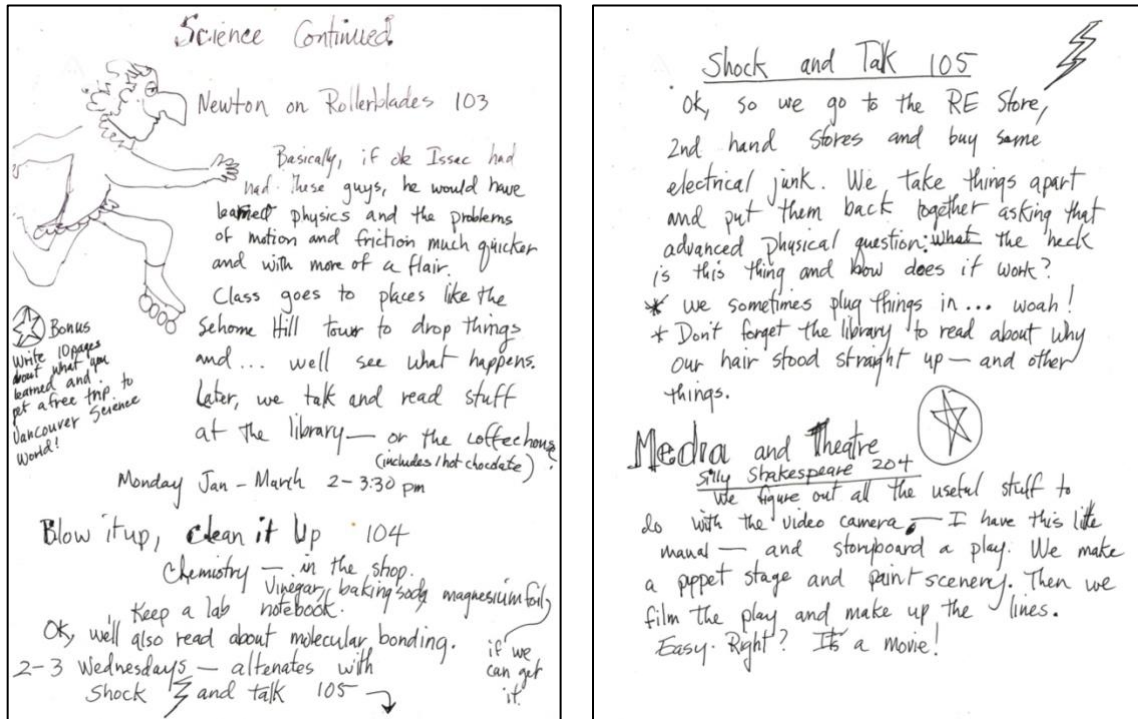 Science Continued.
Newton on Rollerblades 103
Basically, if ole Issac had
had these guys, he would have
learned physics and the problems
of motion and friction much quicker
and with more of a flair.
Class goes to places like the
Sehome Hill tower to drop things
and... well see what happens.
Later, we talk and read stuff
at the library — or the coffeehouse.
(includes 1 hot chocolate)
Monday Jan - March 2-3:30 pm
Bonus
Write 10 pages
about what you
learned and
get a free trip to
Vancouver Science
World!
Blow it up, clean it Up 104
Chemistry — in the shop.
Vinegar, baking soda, magnesium foil,
if we
can get
it.
Keep a lab notebook.
Ok, we'll also read about molecular bonding.
2-3 Wednesdays — altenates with
Shock and talk 105
Shock and Talk 105
Ok, so we go to the RE Store,
2nd hand stores and buy some
electrical junk. We take things apart
and put them back together asking that
advanced physical question: what the heck
is this thing and how does it work?
* we sometimes plug things in... woah!
* Don't forget the library to read about why
our hair stood straight up — and other
things.
Media and Theatre
Silly Shakespeare 204
We figure out all the useful stuff to
do with the video camera — I have this little
manual — and storyboard a play. We make
a puppet stage and paint scenery. Then we
film the play and make up the lines.
Easy. Right? It's a movie!